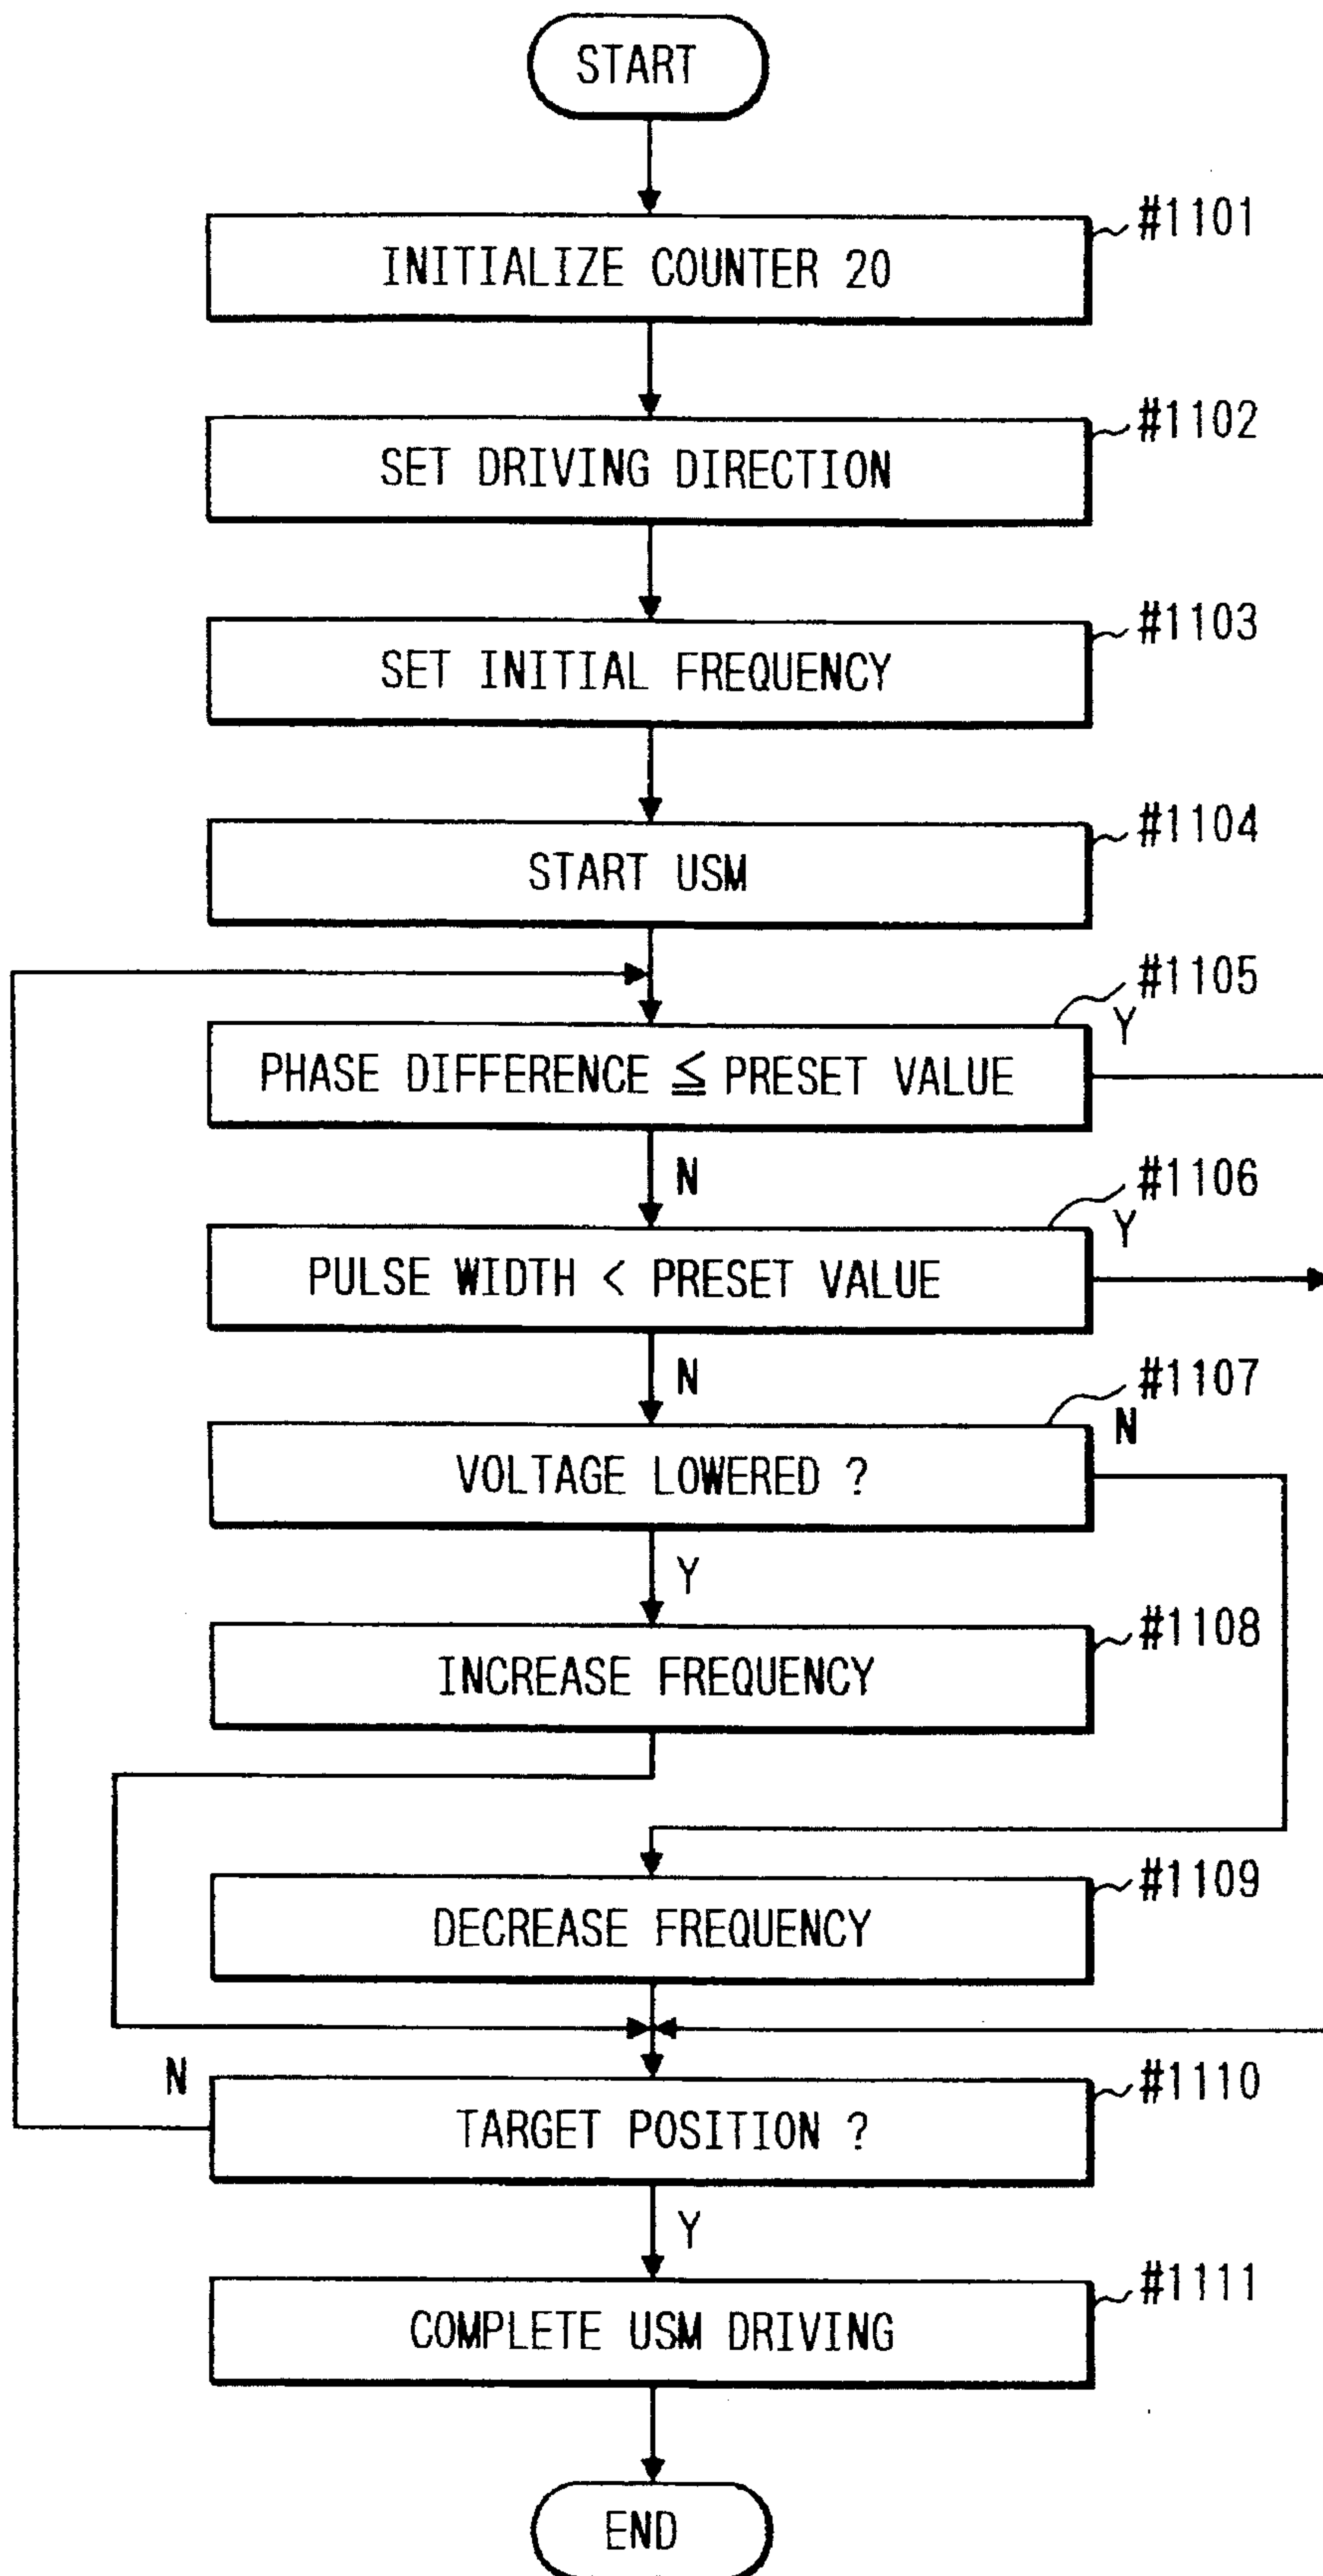 START
#1101
INITIALIZE COUNTER 20
#1102
SET DRIVING DIRECTION
#1103
SET INITIAL FREQUENCY
#1104
START USM
#1105
Y
PHASE DIFFERENCE ≦ PRESET VALUE
N
#1106
Y
PULSE WIDTH < PRESET VALUE
N
#1107
N
VOLTAGE LOWERED ?
Y
#1108
INCREASE FREQUENCY
#1109
DECREASE FREQUENCY
N
#1110
TARGET POSITION ?
Y
#1111
COMPLETE USM DRIVING
END